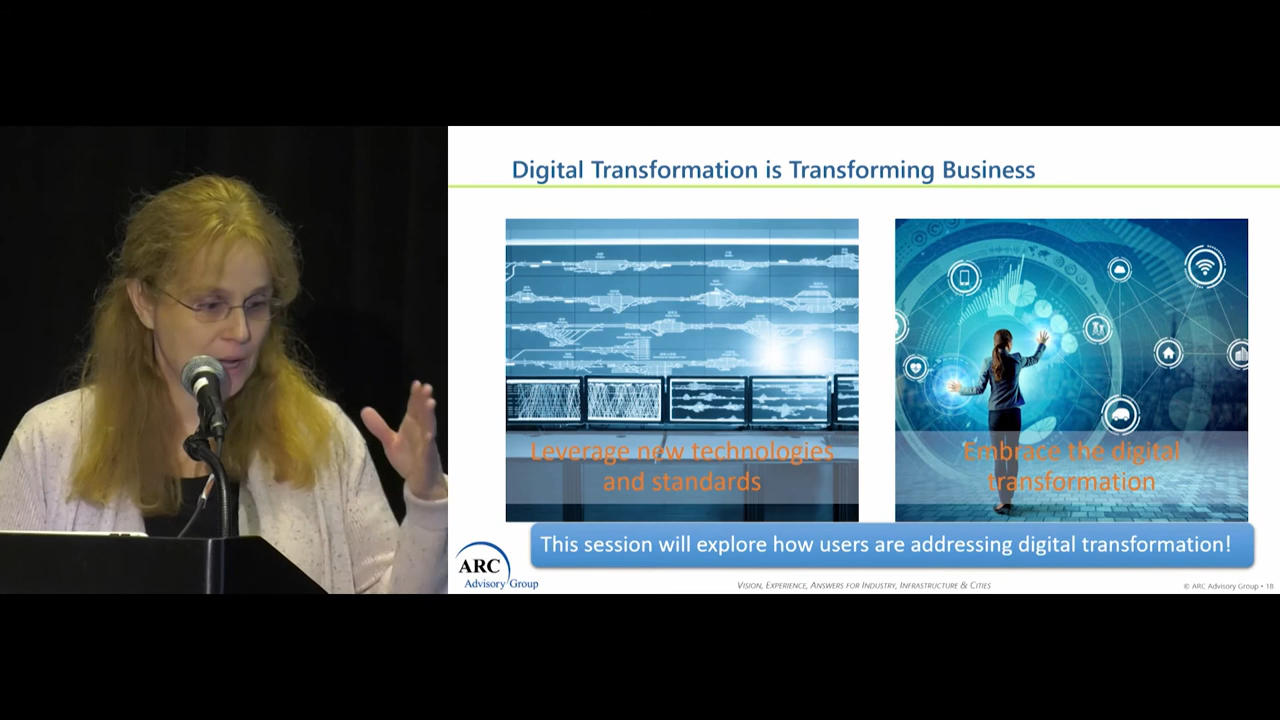 Digital Transformation is Transforming Business
Leverage new technologies
and standards
Embrace the digital
transformation
This session will explore how users are addressing digital transformation!
ARC
Advisory Group
VISION, EXPERIENCE, ANSWERS FOR INDUSTRY, INFRASTRUCTURE & CITIES
© ARC Advisory Group • 18